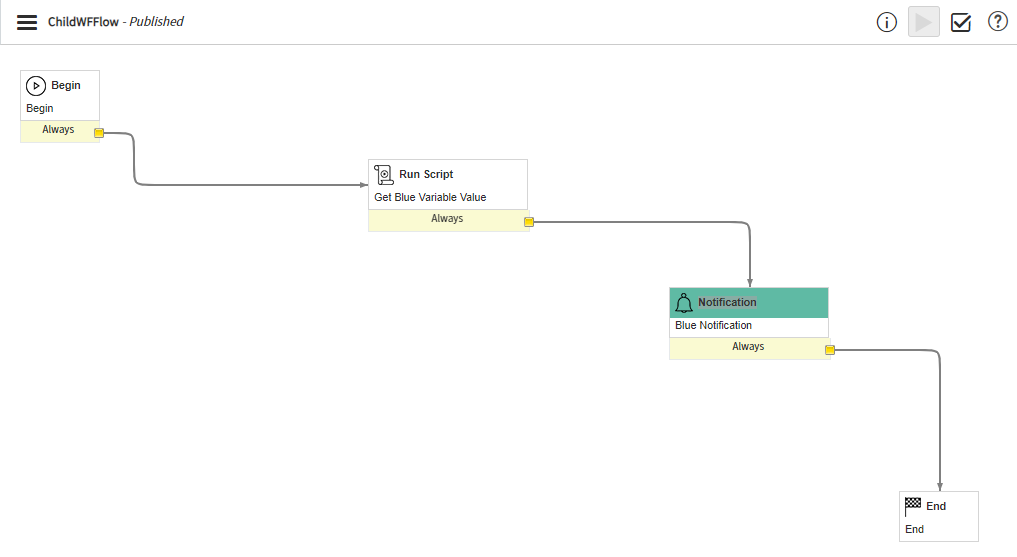 ChildWFFlow - Published
Begin
Begin
Always
Run Script
Get Blue Variable Value
Always
Notification
Blue Notification
Always
End
End